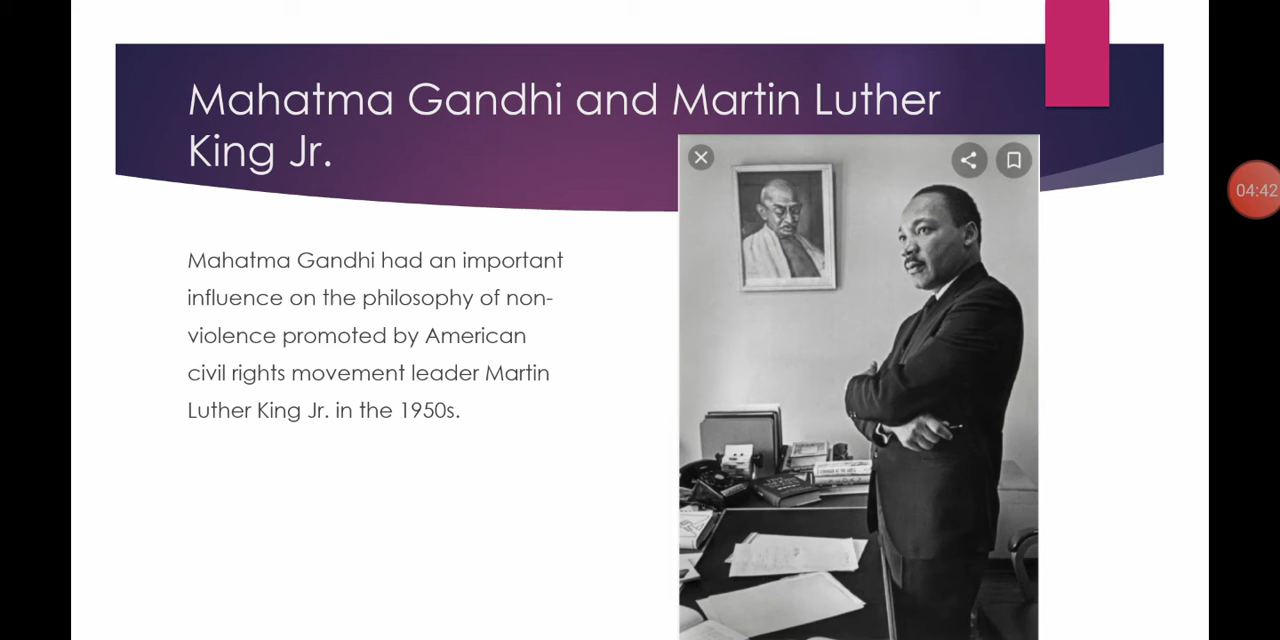 Mahatma Gandhi and Martin Luther
King Jr.
04:42
Mahatma Gandhi had an important
influence on the philosophy of non-
violence promoted by American
civil rights movement leader Martin
Luther King Jr. in the 1950s.